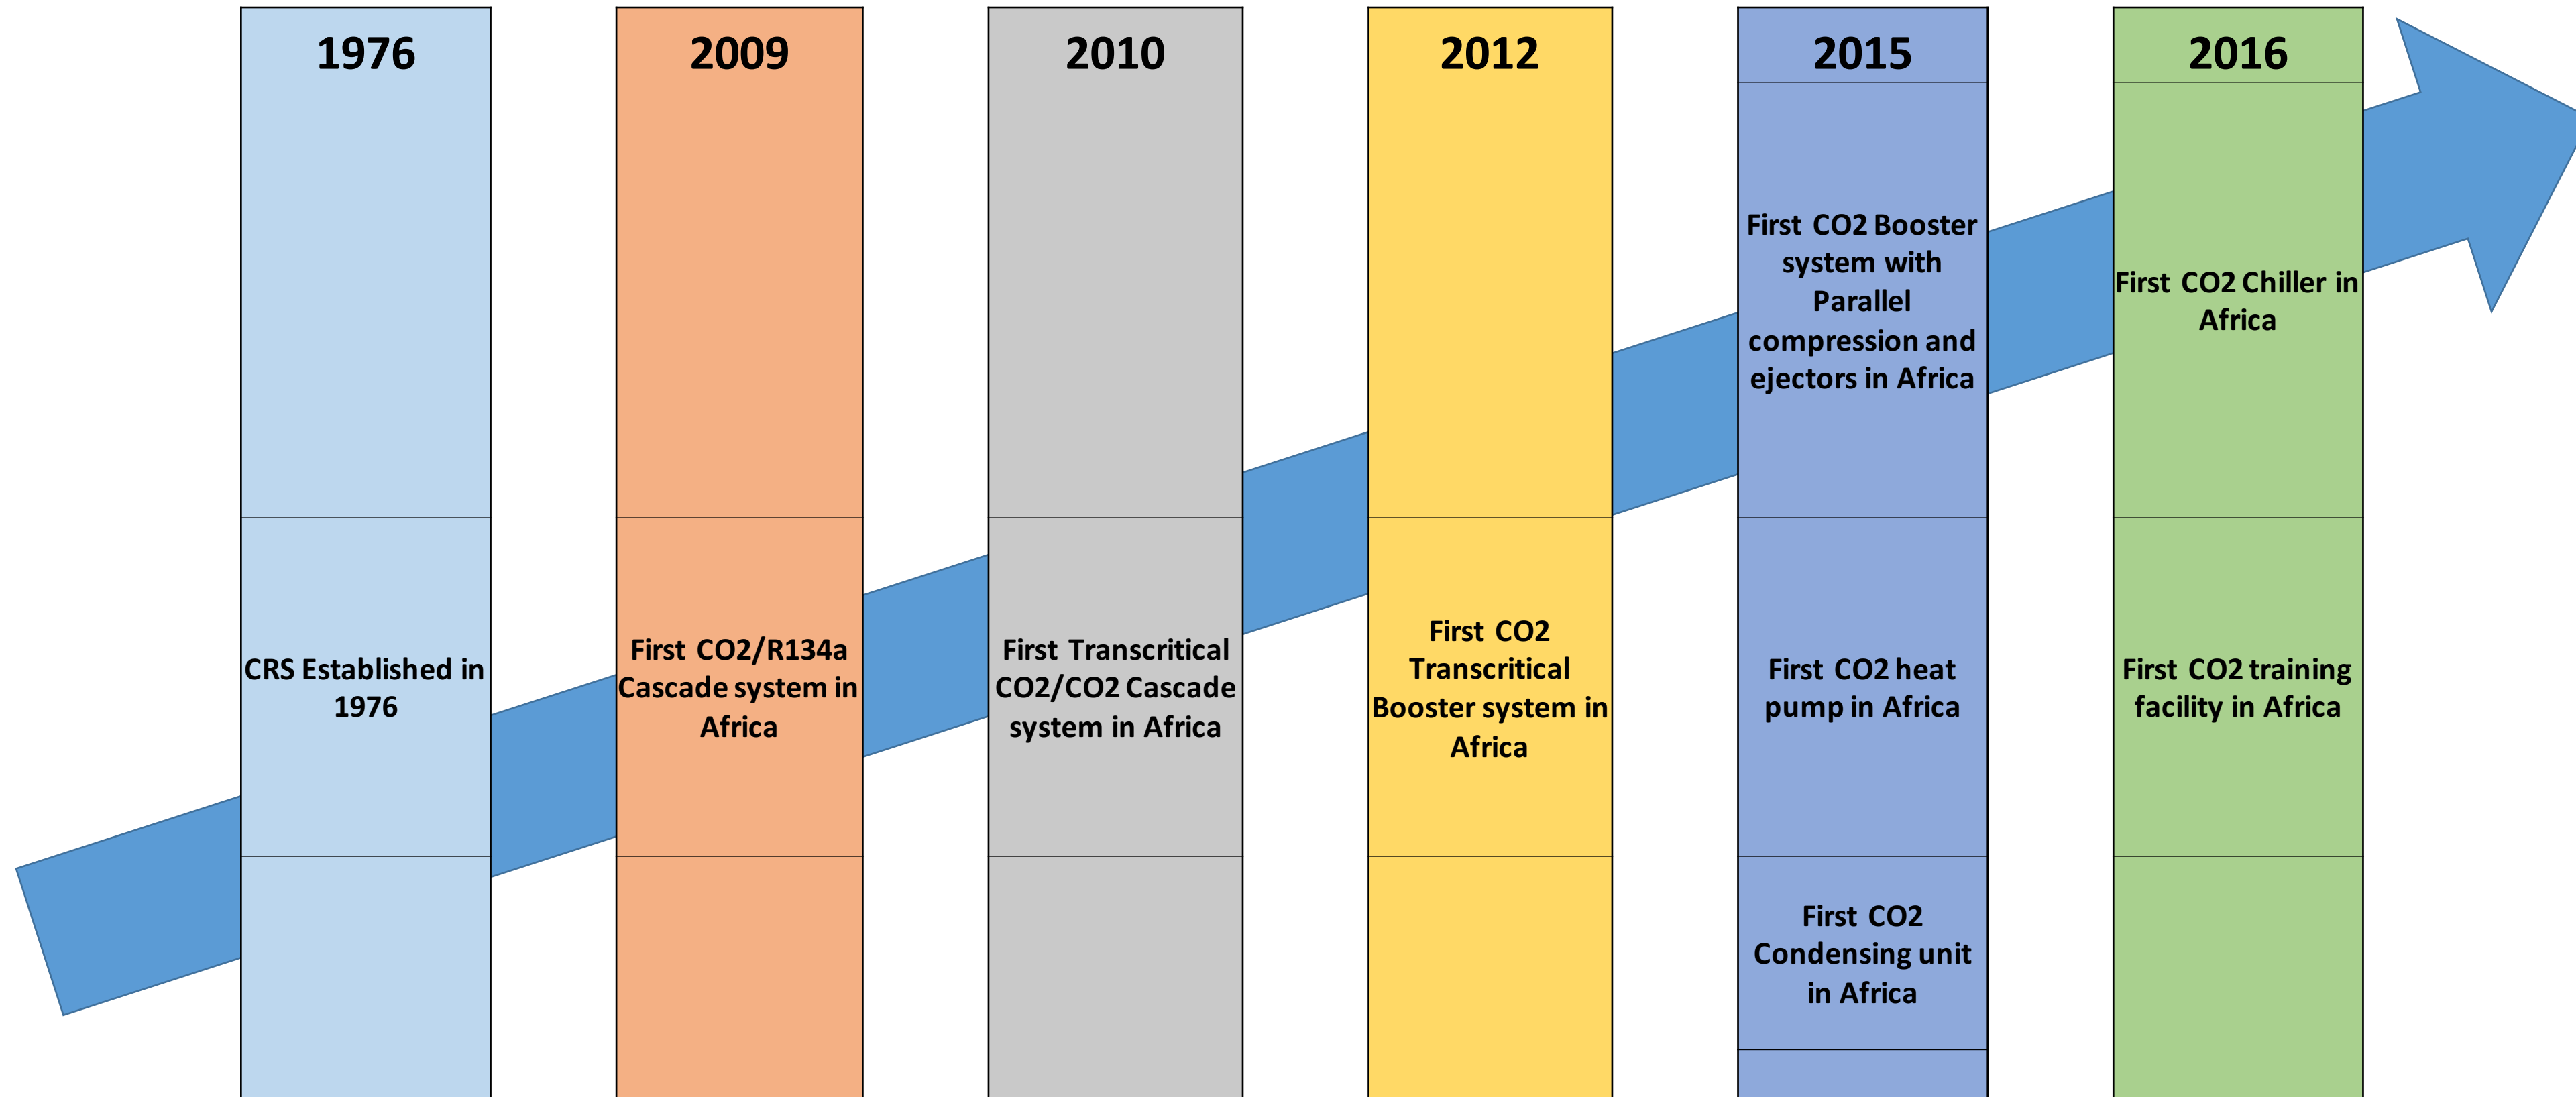 1976
CRS Established in
1976
2009
First CO2/R134a
Cascade system in
Africa
2010
First Transcritical
CO2/CO2 Cascade
system in Africa
2012
First CO2
Transcritical
Booster system in
Africa
2015
First CO2 Booster
system with
Parallel
compression and
ejectors in Africa
First CO2 heat
pump in Africa
First CO2
Condensing unit
in Africa
2016
First CO2 Chiller in
Africa
First CO2 training
facility in Africa